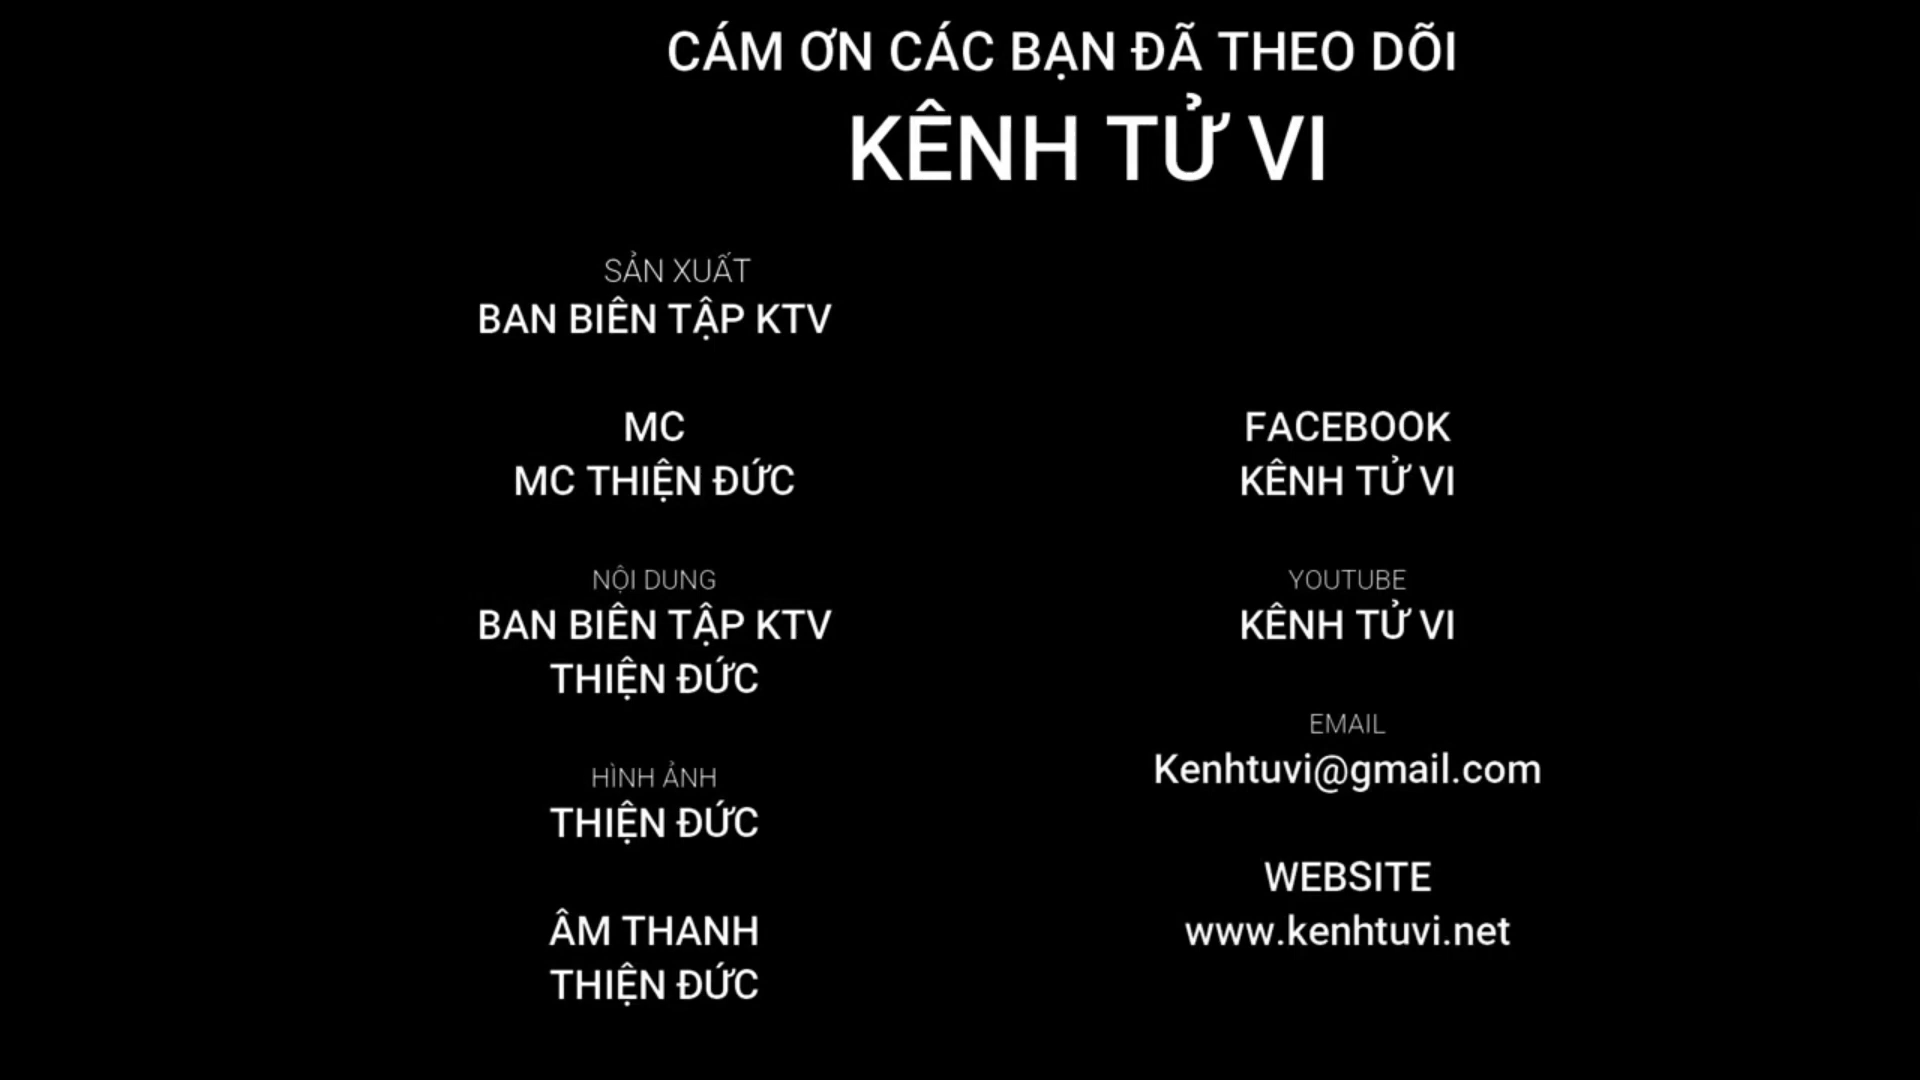 CÁM ƠN CÁC BẠN ĐÃ THEO DÕI
KÊNH TỬ VI
SẢN XUẤT
BAN BIÊN TẬP KTV
MC
MC THIỆN ĐỨC
NỘI DUNG
BAN BIÊN TẬP KTV
THIỆN ĐỨC
HÌNH ẢNH
THIỆN ĐỨC
ÂM THANH
THIỆN ĐỨC
FACEBOOK
KÊNH TỬ VI
YOUTUBE
KÊNH TỬ VI
EMAIL
Kenhtuvi@gmail.com
WEBSITE
www.kenhtuvi.net